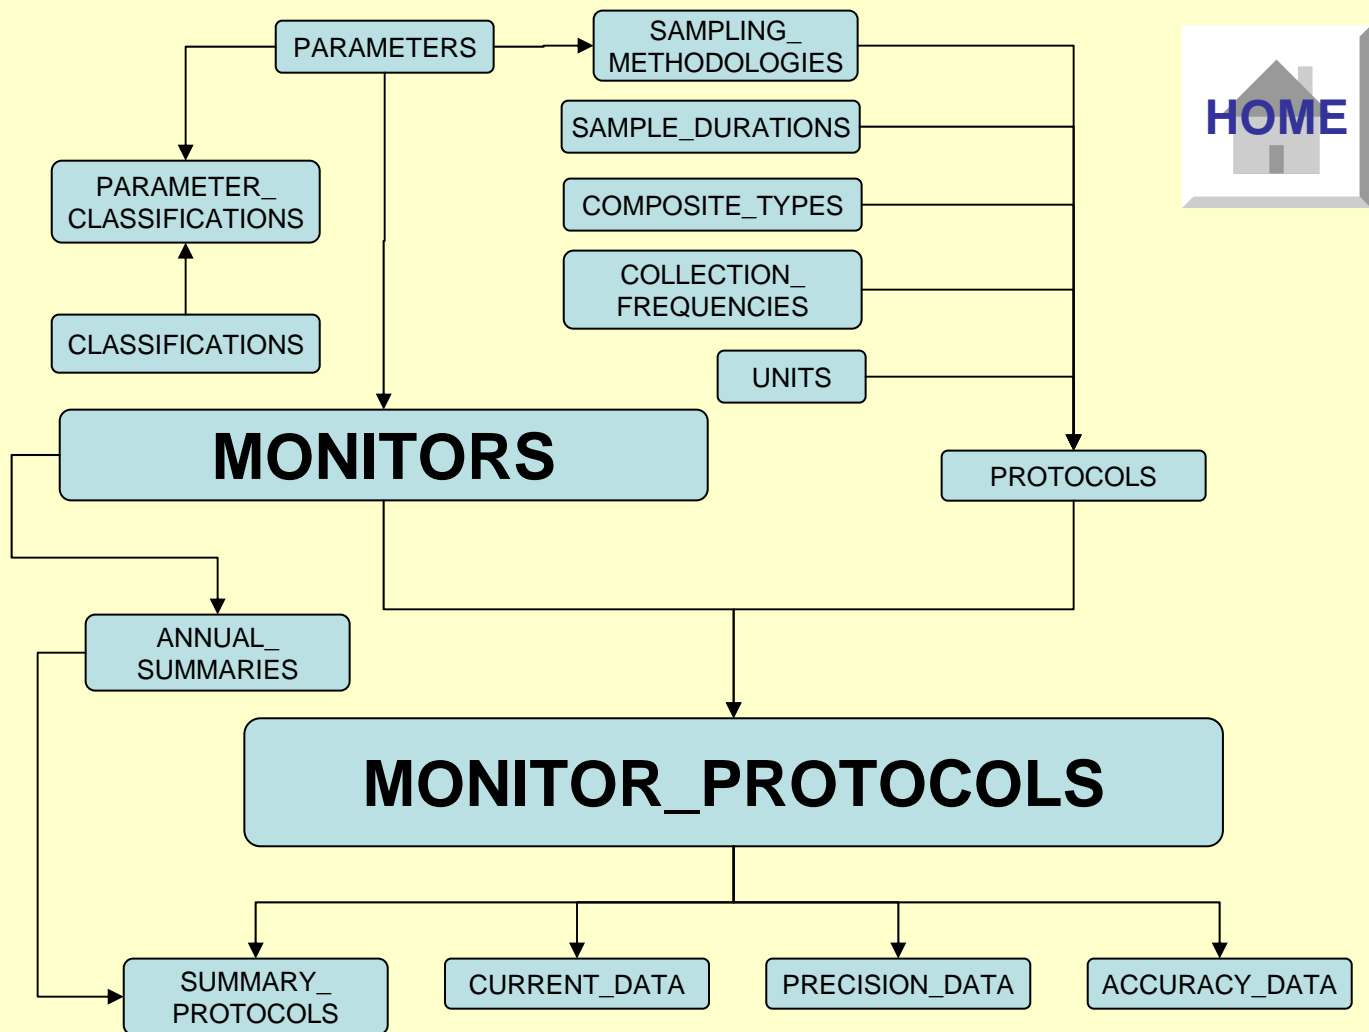 PARAMETERS
SAMPLING_
METHODOLOGIES
HOME
SAMPLE_DURATIONS
PARAMETER_
CLASSIFICATIONS
COMPOSITE_TYPES
COLLECTION_
FREQUENCIES
CLASSIFICATIONS
UNITS
MONITORS
PROTOCOLS
ANNUAL_
SUMMARIES
MONITOR_PROTOCOLS
SUMMARY_
PROTOCOLS
CURRENT_DATA
PRECISION_DATA
ACCURACY_DATA